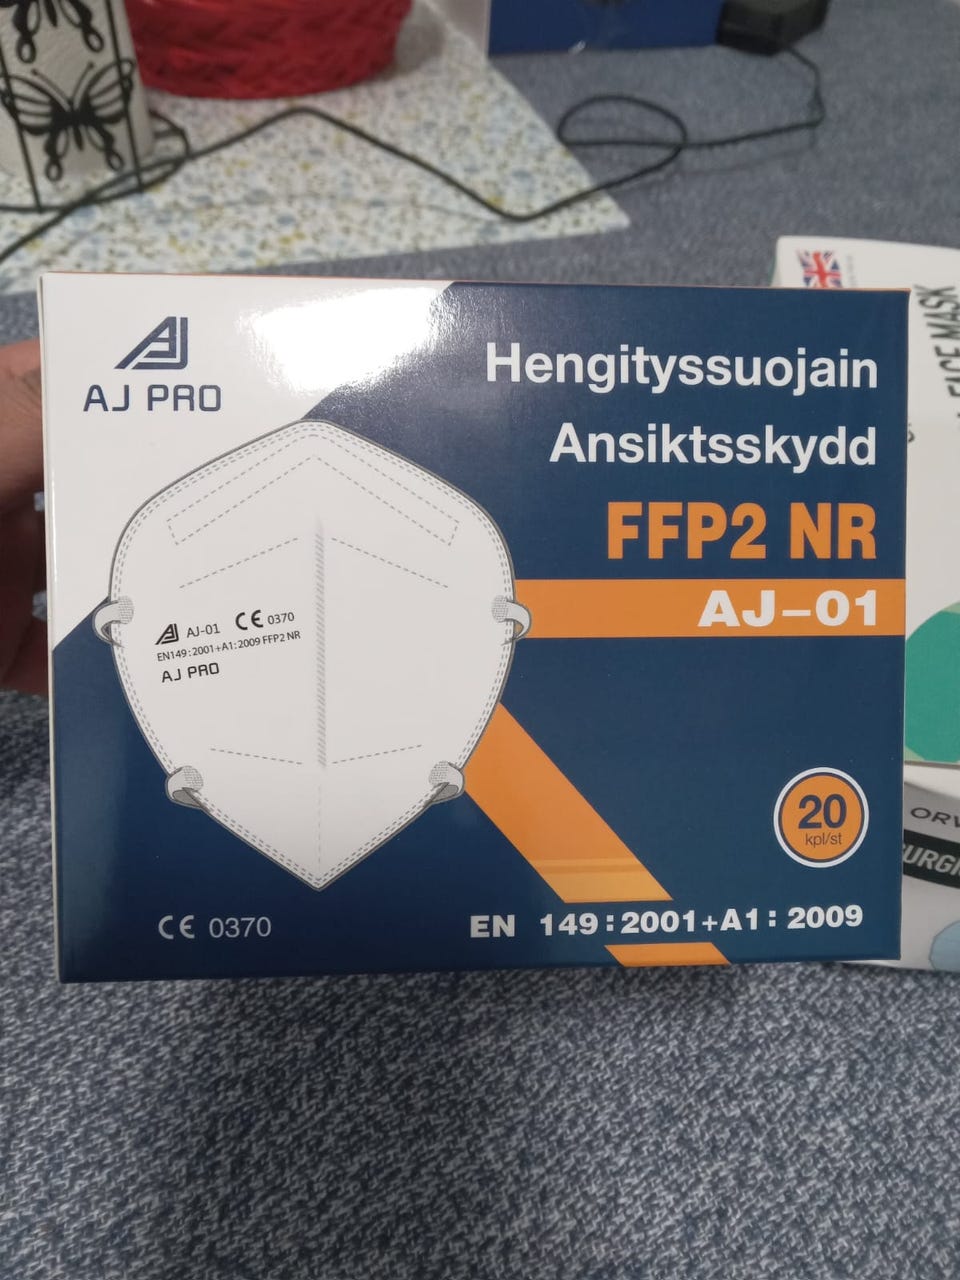 AJ PRO
Hengityssuojain
Ansiktsskydd
FFP2 NR
AJ–01
AJ-01 CE 0370
EN149:2001+A1:2009 FFP2 NR
AJ PRO
20
kpl/st
CE 0370
EN 149:2001+A1:2009
FACE MASK